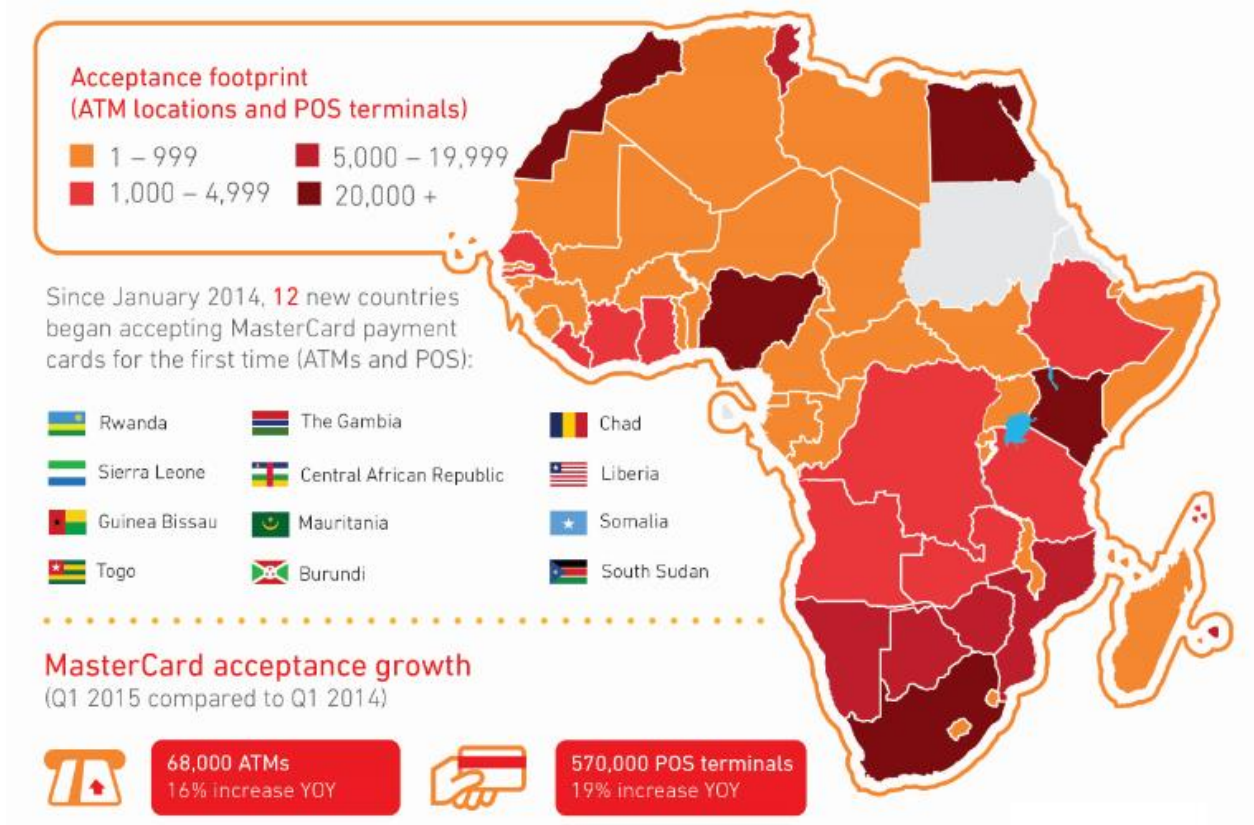 Acceptance footprint
(ATM locations and POS terminals)
1 – 999
5,000 – 19,999
1,000 – 4,999
20,000 +
Since January 2014, 12 new countries
began accepting MasterCard payment
cards for the first time (ATMs and POS):
Rwanda
The Gambia
Chad
Sierra Leone
Central African Republic
Liberia
Guinea Bissau
Mauritania
Somalia
Togo
Burundi
South Sudan
MasterCard acceptance growth
(Q1 2015 compared to Q1 2014)
68,000 ATMs
16% increase YOY
570,000 POS terminals
19% increase YOY